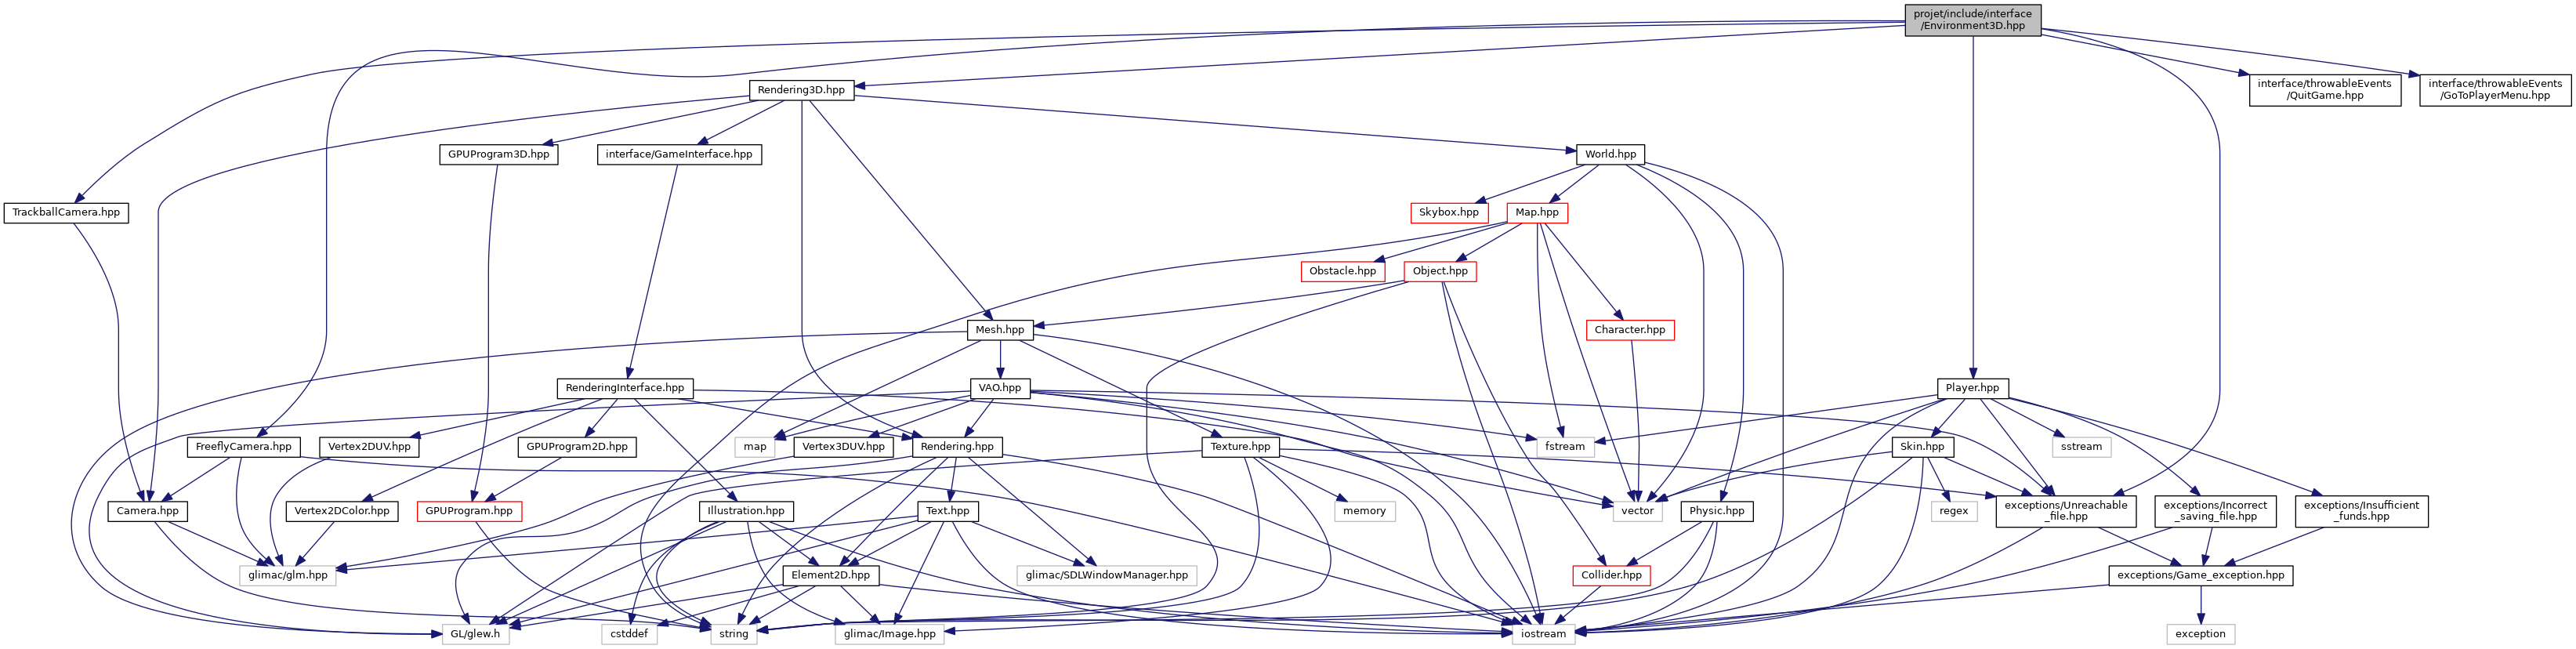 projet/include/interface
/Environment3D.hpp
interface/throwableEvents
/QuitGame.hpp
interface/throwableEvents
/GoToPlayerMenu.hpp
Rendering3D.hpp
GPUProgram3D.hpp
interface/GameInterface.hpp
World.hpp
TrackballCamera.hpp
Skybox.hpp
Map.hpp
Obstacle.hpp
Object.hpp
Mesh.hpp
Character.hpp
RenderingInterface.hpp
VAO.hpp
Player.hpp
FreeflyCamera.hpp
Vertex2DUV.hpp
GPUProgram2D.hpp
map
Vertex3DUV.hpp
Rendering.hpp
Texture.hpp
fstream
Skin.hpp
sstream
Camera.hpp
Vertex2DColor.hpp
GPUProgram.hpp
Illustration.hpp
Text.hpp
memory
vector
Physic.hpp
regex
exceptions/Unreachable
_file.hpp
exceptions/Incorrect
_saving_file.hpp
exceptions/Insufficient
_funds.hpp
glimac/glm.hpp
Element2D.hpp
glimac/SDLWindowManager.hpp
Collider.hpp
exceptions/Game_exception.hpp
GL/glew.h
cstddef
string
glimac/Image.hpp
iostream
exception